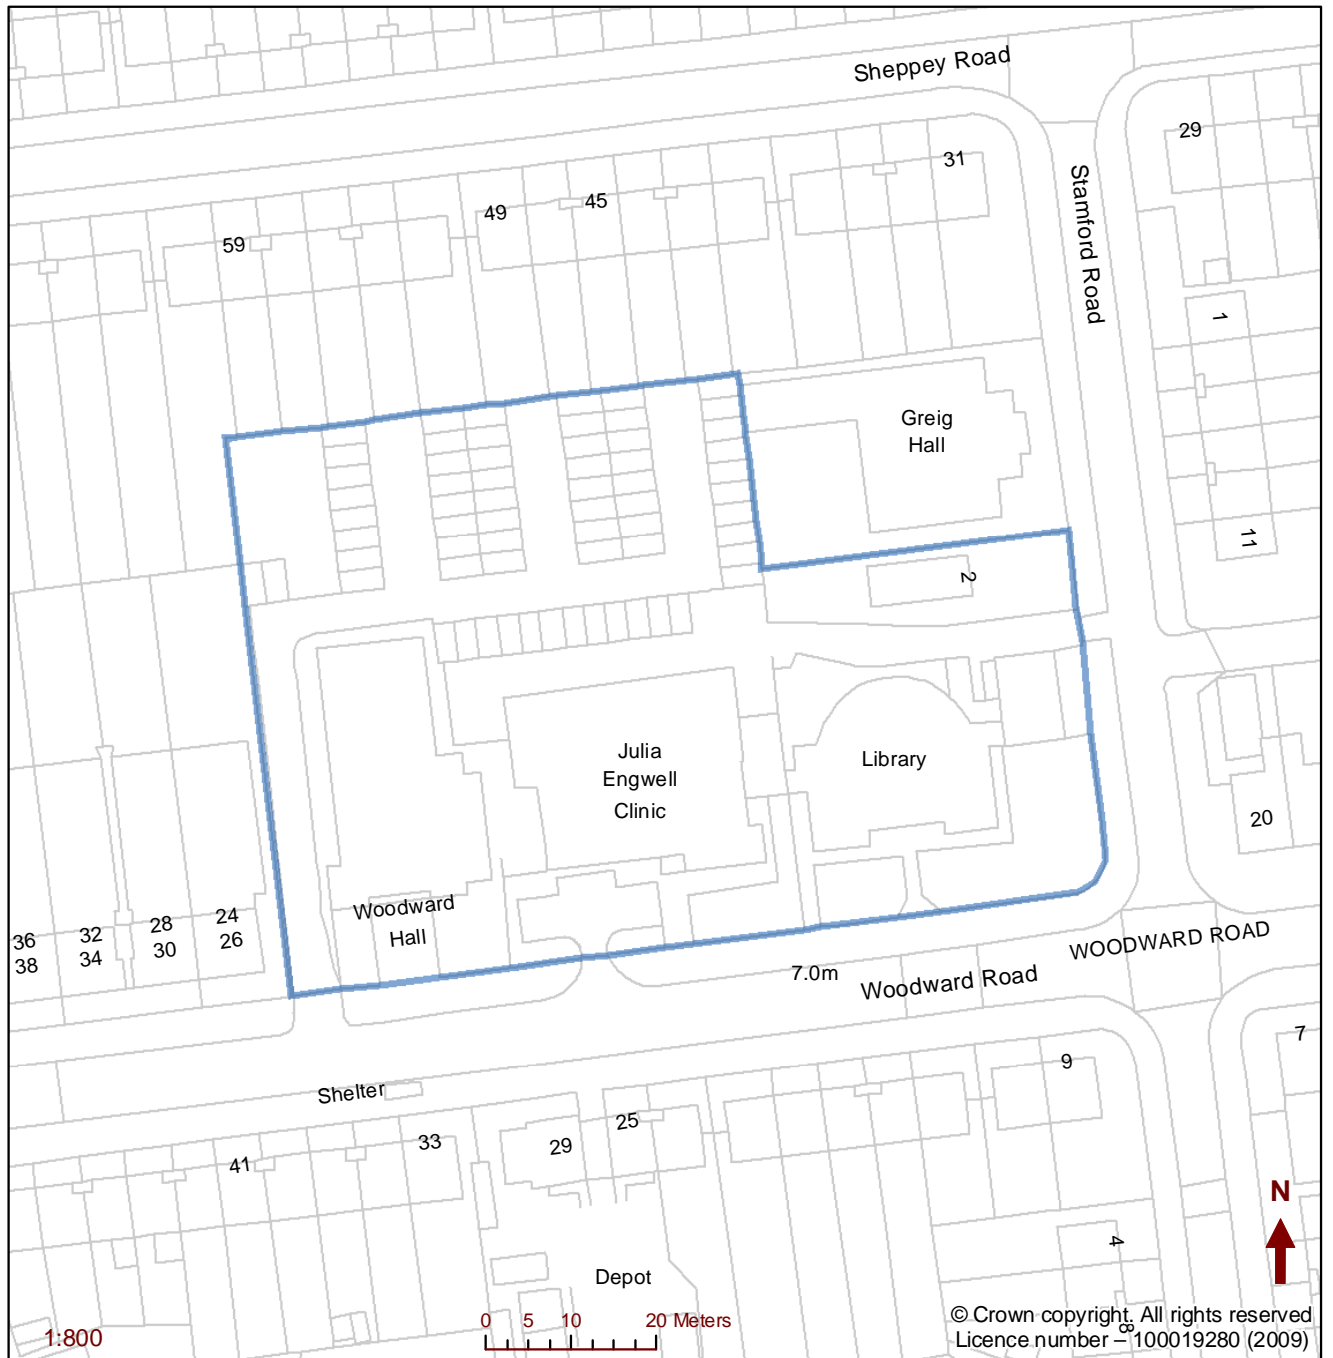 Sheppey Road
29
31
Stamford Road
49
45
59
1
Greig
Hall
11
2
Julia
Engwell
Clinic
Library
20
Woodward
Hall
36
38
32
34
28
30
24
26
WOODWARD ROAD
7.0m
Woodward Road
7
9
Shelter
25
33
29
41
N
4
Depot
8
0 5 10 20 Meters
1:800
© Crown copyright. All rights reserved
Licence number – 100019280 (2009)